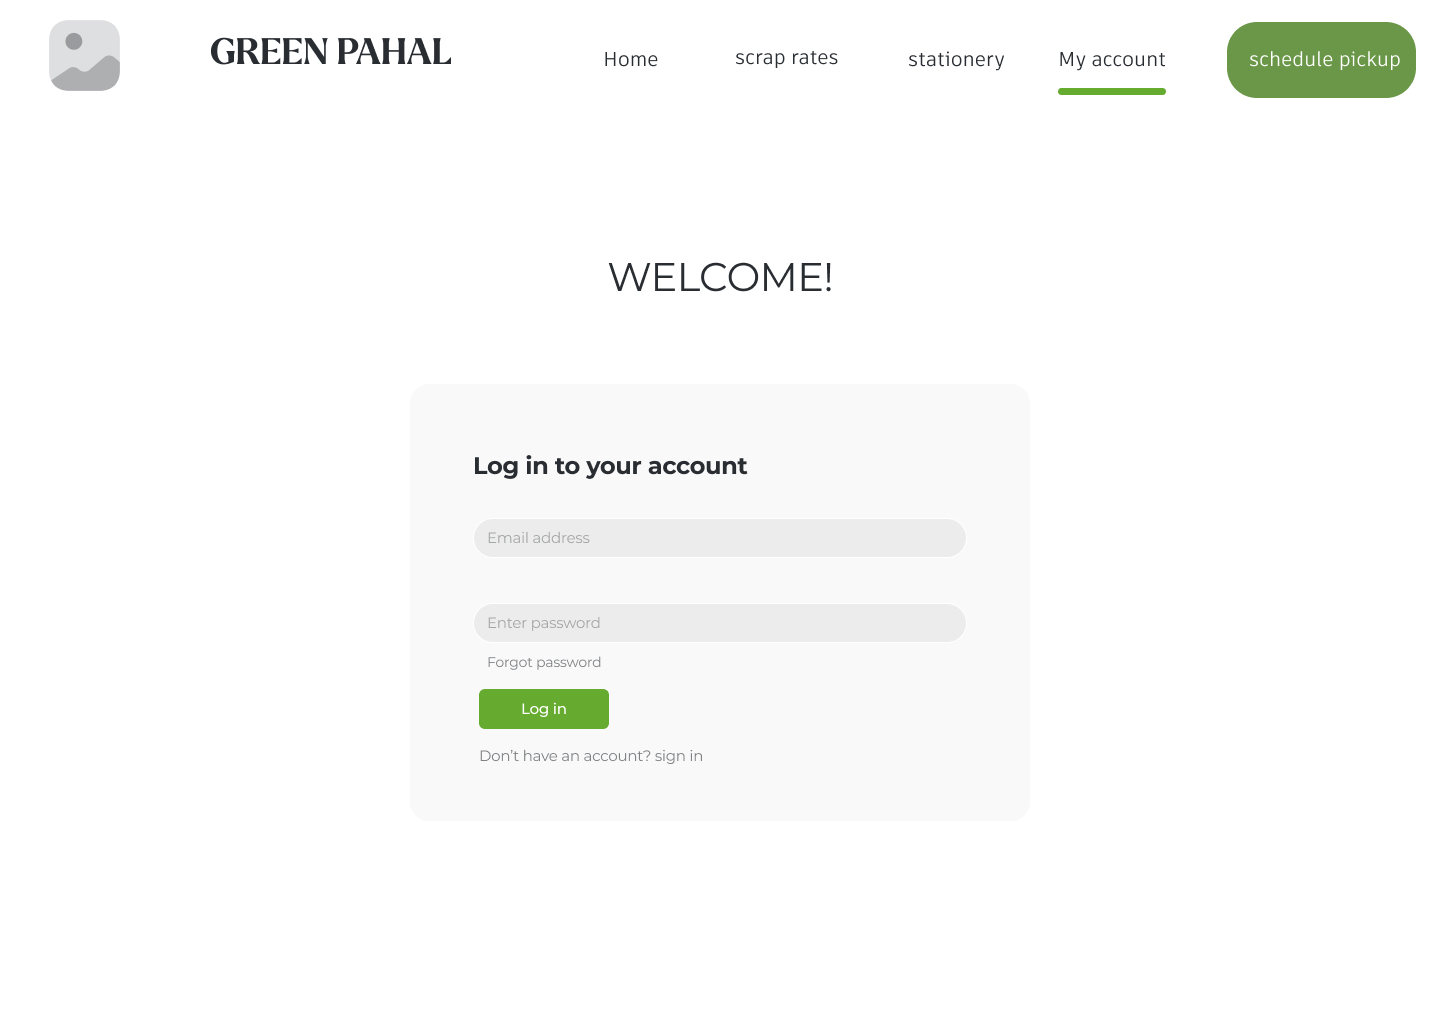 GREEN PAHAL
Home
scrap rates
stationery
My account
schedule pickup
WELCOME!
Log in to your account
Email address
Enter password
Forgot password
Log in
Don't have an account? sign in